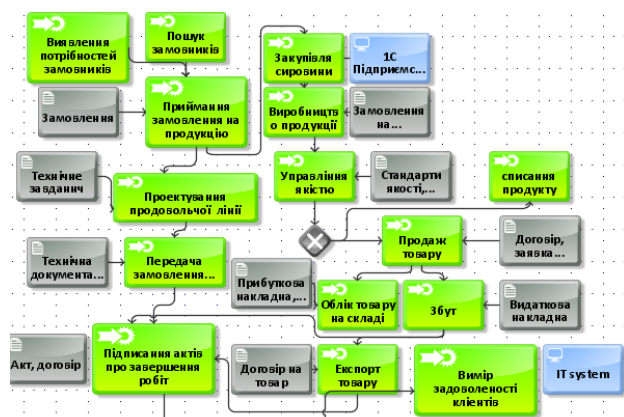 Виявлення
потрібностей
замовників
Пошук
замовників
Закупівля
сировини
1С
Підприємс...
Замовлення
Приймання
замовлення на
продукцію
Виробництв
о продукції
Замовлення
на...
Технічне
завданнч
Проектування
продовольчої лінії
Управління
якістю
Стандарти
якості,...
списання
продукту
Технічна
документа...
Передача
замовлення...
Продаж
товару
Договір,
заявка...
Прибуткова
накладна,...
Облік товару
на складі
Збут
Видаткова
накладна
Акт, договір
Підписання актів
про завершення
робіт
Договір на
товар
Експорт
товару
Вимір
задоволеності
клієнтів
IT system